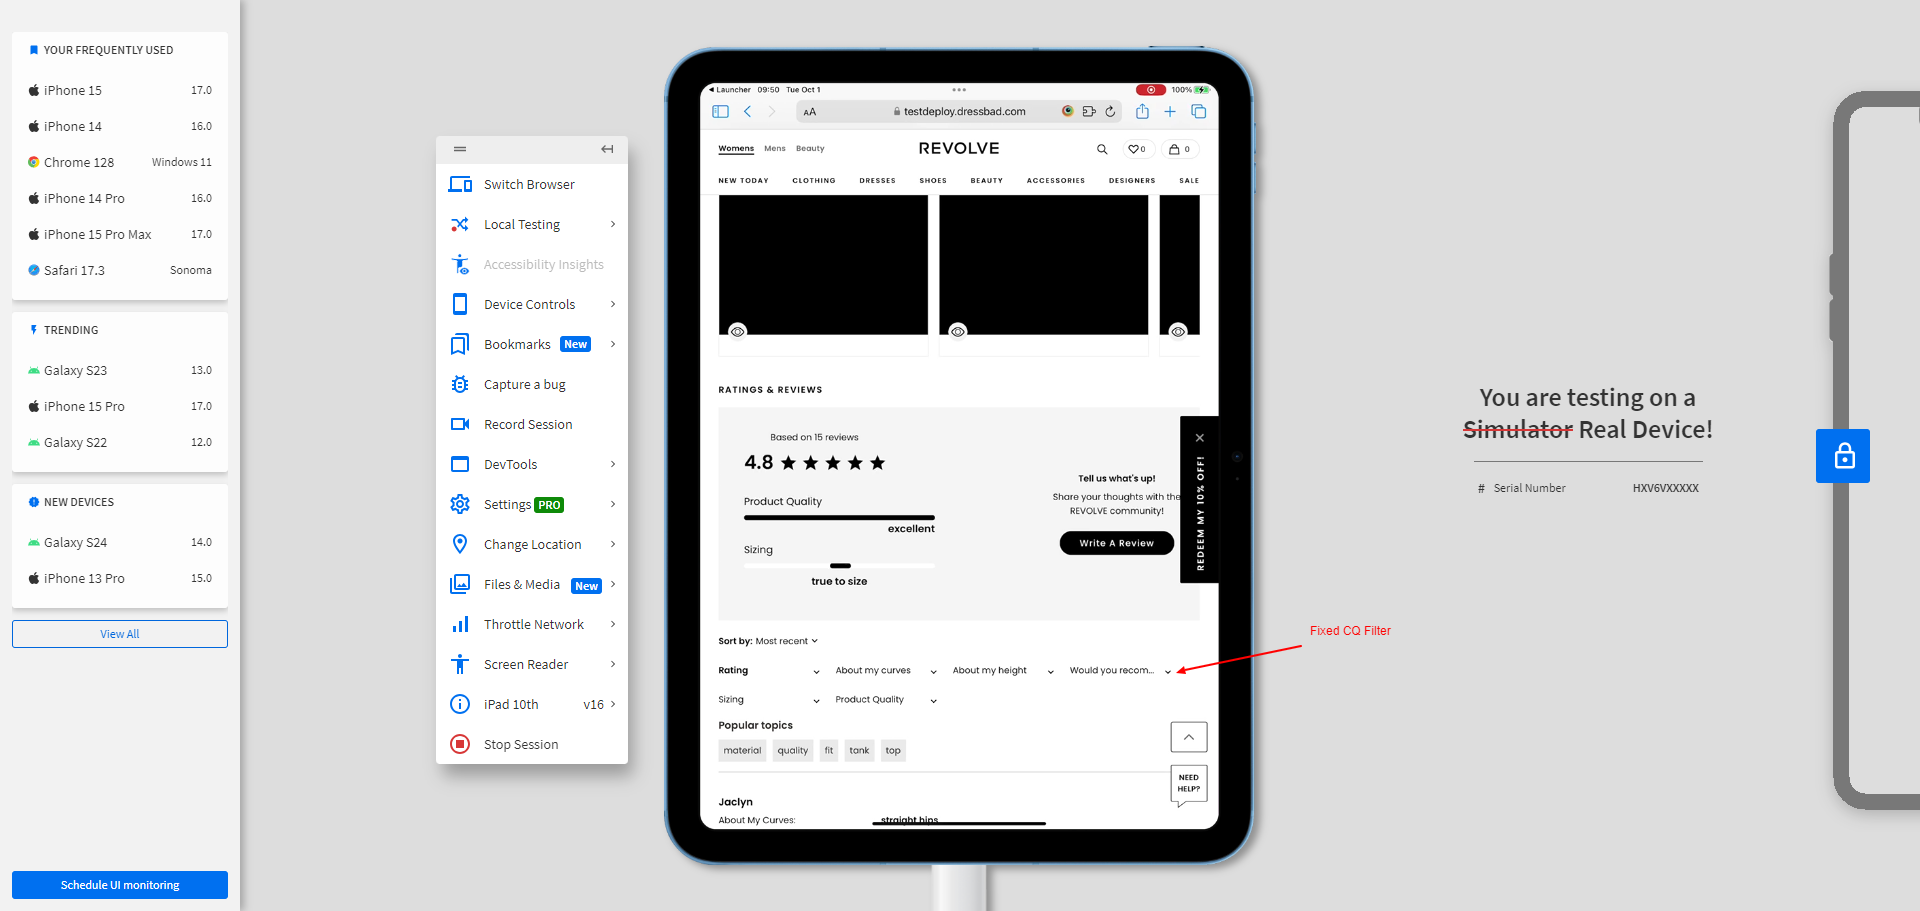 YOUR FREQUENTLY USED
iPhone 15 17.0
iPhone 14 16.0
Chrome 128 Windows 11
iPhone 14 Pro 16.0
iPhone 15 Pro Max 17.0
Safari 17.3 Sonoma
TRENDING
Galaxy S23 13.0
iPhone 15 Pro 17.0
Galaxy S22 12.0
NEW DEVICES
Galaxy S24 14.0
iPhone 13 Pro 15.0
View All
Schedule UI monitoring
Switch Browser
Local Testing
Accessibility Insights
Device Controls
Bookmarks New
Capture a bug
Record Session
DevTools
Settings PRO
Change Location
Files & Media New
Throttle Network
Screen Reader
iPad 10th v16
Stop Session
Launcher 09:50 Tue Oct 1 100%
AA testdeploy.dressbad.com
Womens Mens Beauty REVOLVE 0 0
NEW TODAY CLOTHING DRESSES SHOES BEAUTY ACCESSORIES DESIGNERS SALE
RATINGS & REVIEWS
Based on 15 reviews
4.8
Product Quality
excellent
Sizing
true to size
Tell us what's up!
Share your thoughts with the
REVOLVE community!
Write A Review
REDEEM MY 10% OFF!
Sort by: Most recent
Rating About my curves About my height Would you recom...
Sizing Product Quality
Popular topics
material quality fit tank top
NEED
HELP?
Jaclyn
About My Curves: straight hips
Fixed CQ Filter
You are testing on a
Simulator Real Device!
# Serial Number HXV6VXXXXX